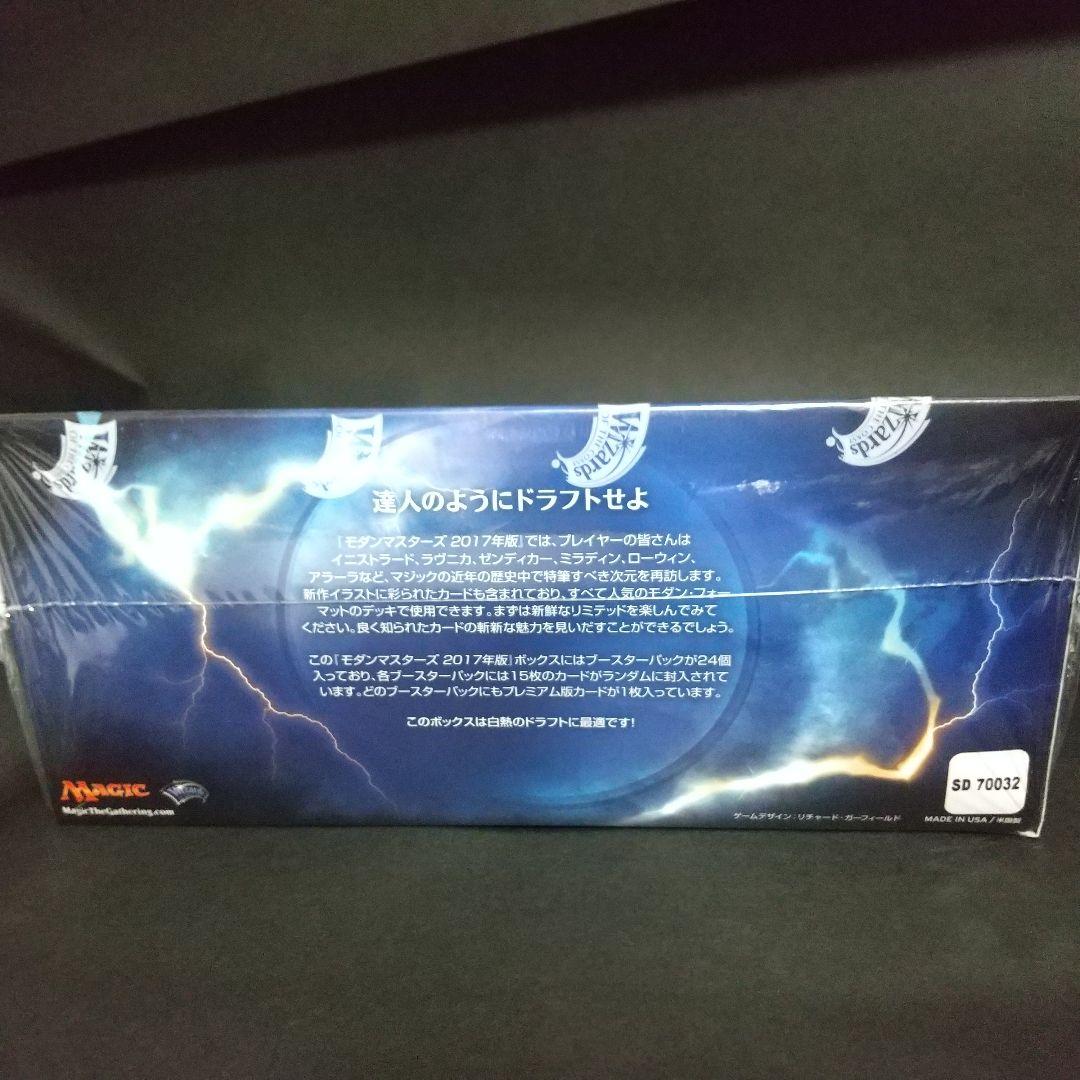 Wizards
OF THE COAST
Wizards
OF THE COAST
達人のようにドラフトせよ
『モダンマスターズ 2017年版』では、プレイヤーの皆さんは
イニストラード、ラヴニカ、ゼンディカー、ミラディン、ローウィン、
アラーラなど、マジックの近年の歴史中で特筆すべき次元を再訪します。
新作イラストに彩られたカードも含まれており、すべて人気のモダン・フォー
マットのデッキで使用できます。まずは新鮮なリミテッドを楽しんでみて
ください。良く知られたカードの斬新な魅力を見いだすことができるでしょう。
この『モダンマスターズ 2017年版』ボックスにはブースターパックが24個
入っており、各ブースターパックには15枚のカードがランダムに封入されて
います。どのブースターパックにもプレミアム版カードが1枚入っています。
このボックスは白熱のドラフトに最適です!
MAGIC
MagicTheGathering.com
SD 70032
ゲームデザイン:リチャード・ガーフィールド
MADE IN USA / 米国製